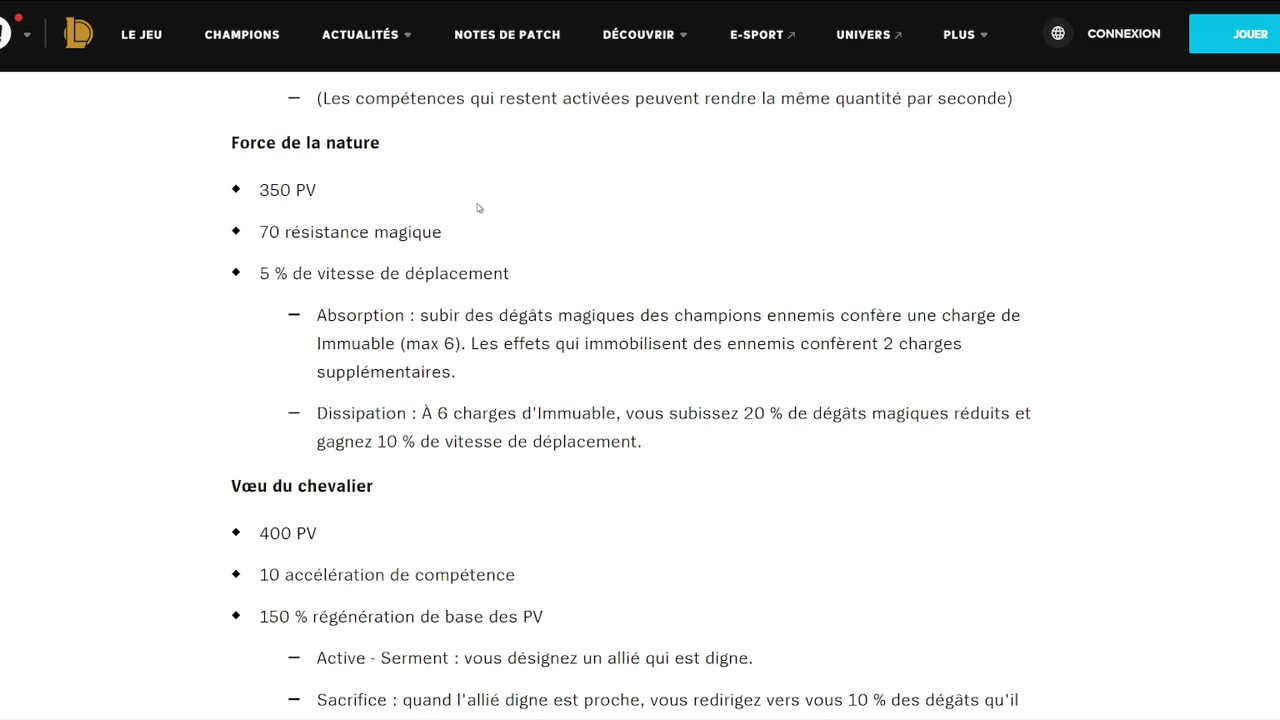 LE JEU CHAMPIONS ACTUALITÉS NOTES DE PATCH DÉCOUVRIR E-SPORT UNIVERS PLUS CONNEXION JOUER
– (Les compétences qui restent activées peuvent rendre la même quantité par seconde)
Force de la nature
◆ 350 PV
◆ 70 résistance magique
◆ 5 % de vitesse de déplacement
– Absorption : subir des dégâts magiques des champions ennemis confère une charge de
Immuable (max 6). Les effets qui immobilisent des ennemis confèrent 2 charges
supplémentaires.
– Dissipation : À 6 charges d'Immuable, vous subissez 20 % de dégâts magiques réduits et
gagnez 10 % de vitesse de déplacement.
Vœu du chevalier
◆ 400 PV
◆ 10 accélération de compétence
◆ 150 % régénération de base des PV
– Active - Serment : vous désignez un allié qui est digne.
– Sacrifice : quand l'allié digne est proche, vous redirigez vers vous 10 % des dégâts qu'il